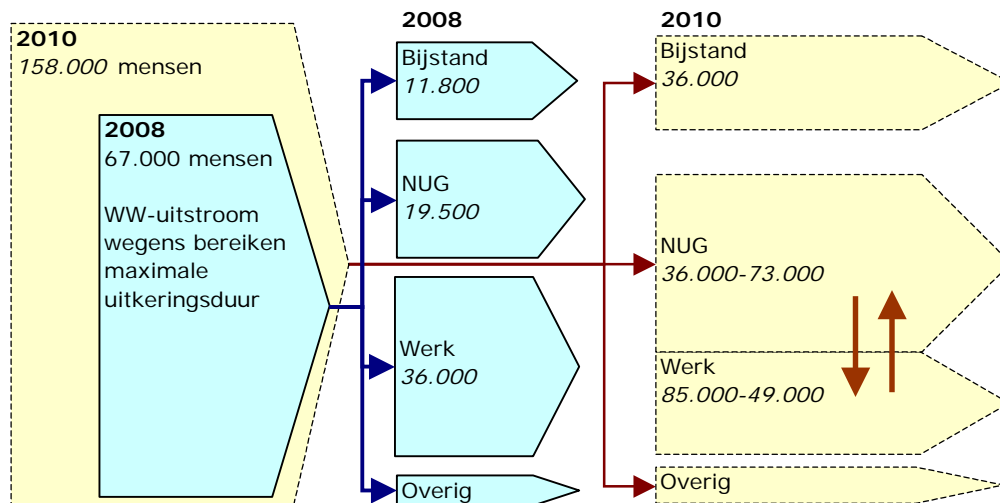 2010
158.000 mensen
2008
67.000 mensen
WW-uitstroom
wegens bereiken
maximale
uitkeringsduur
2008
Bijstand
11.800
NUG
19.500
Werk
36.000
Overig
2010
Bijstand
36.000
NUG
36.000-73.000
Werk
85.000-49.000
Overig